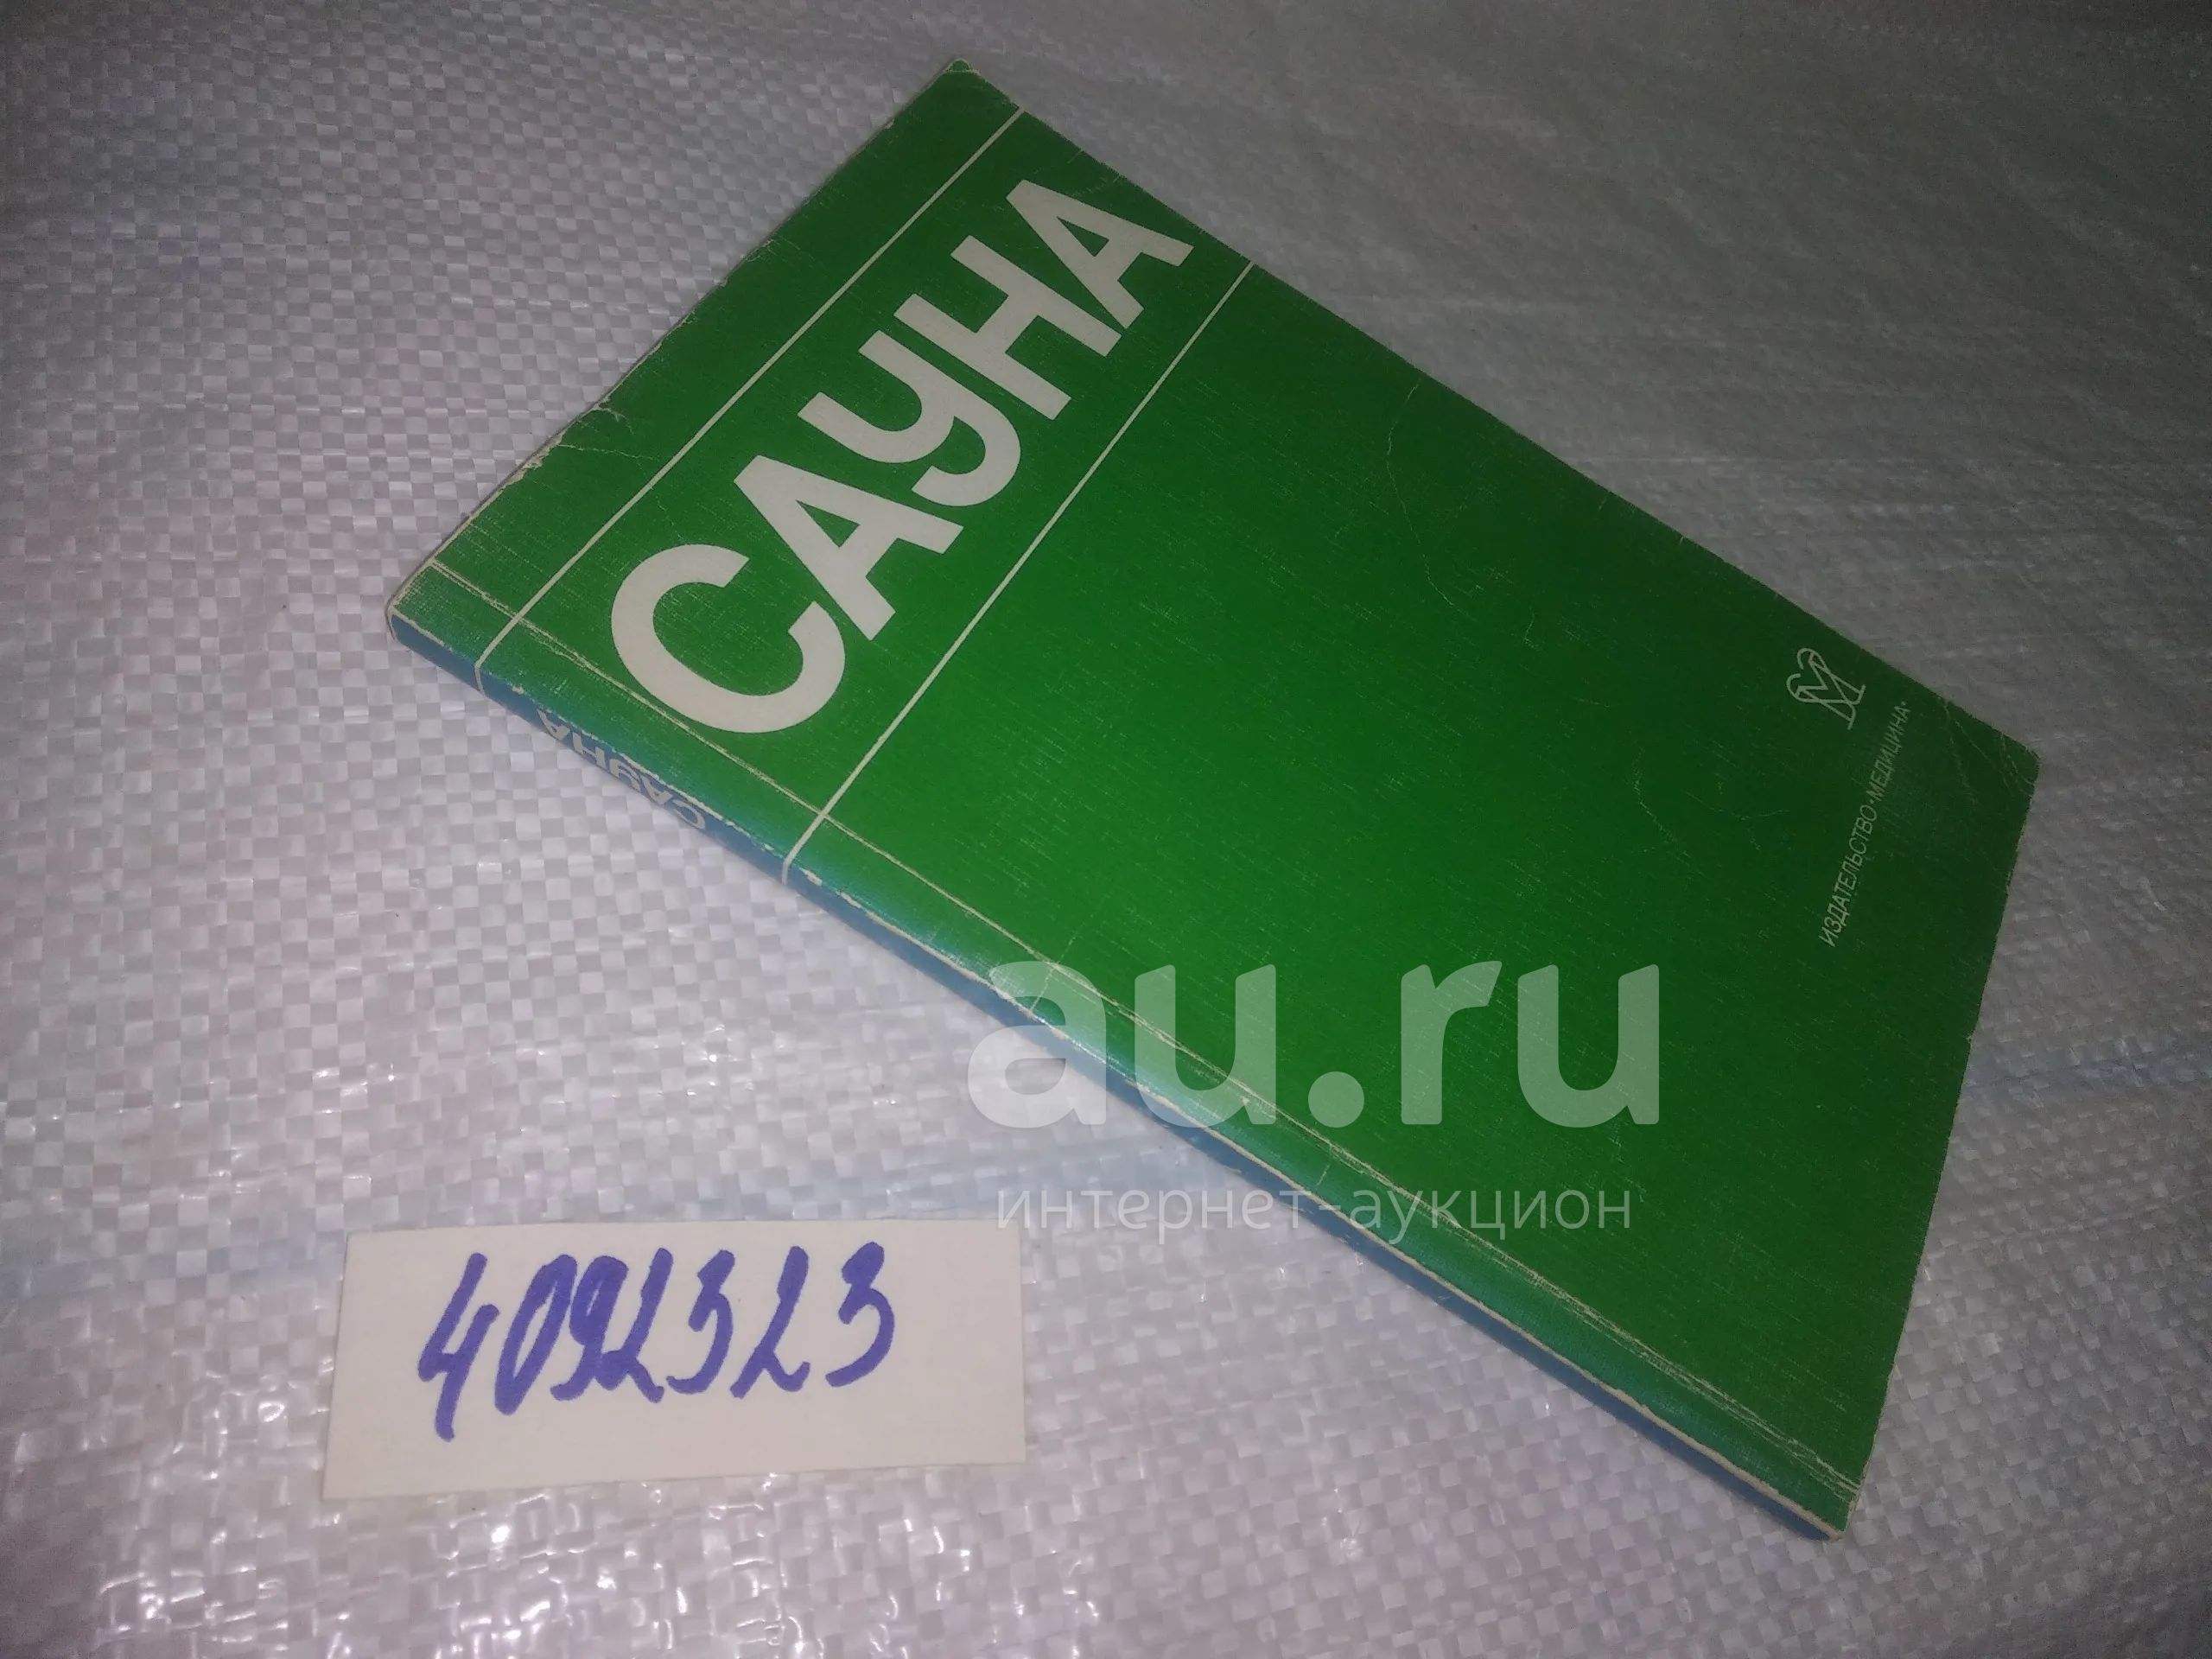 САУНА
САУНА
ИЗДАТЕЛЬСТВО•МЕДИЦИНА•
au.ru
интернет-аукцион
4092323